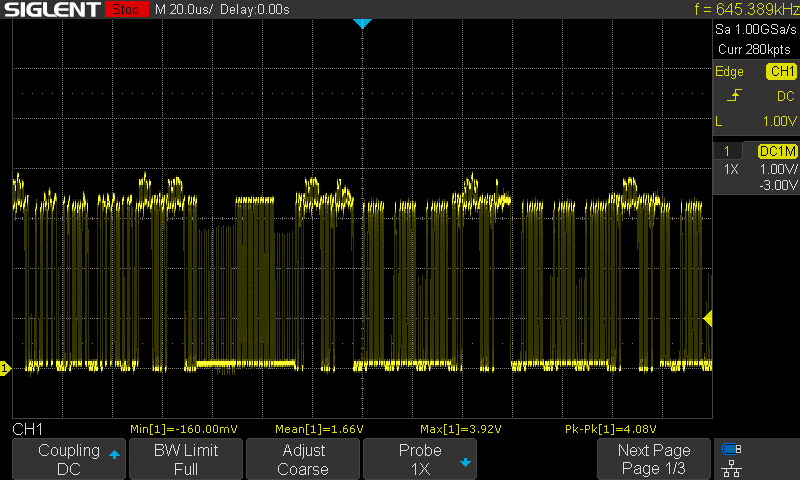 SIGLENT Stop M 20.0us/ Delay:0.00s f = 645.389kHz
Sa 1.00GSa/s
Curr 280kpts
Edge CH1
DC
L 1.00V
1 DC1M
1X 1.00V/
-3.00V
1
CH1 Min[1]=-160.00mV Mean[1]=1.66V Max[1]=3.92V Pk-Pk[1]=4.08V
Coupling BW Limit Adjust Probe Next Page
DC Full Coarse 1X Page 1/3